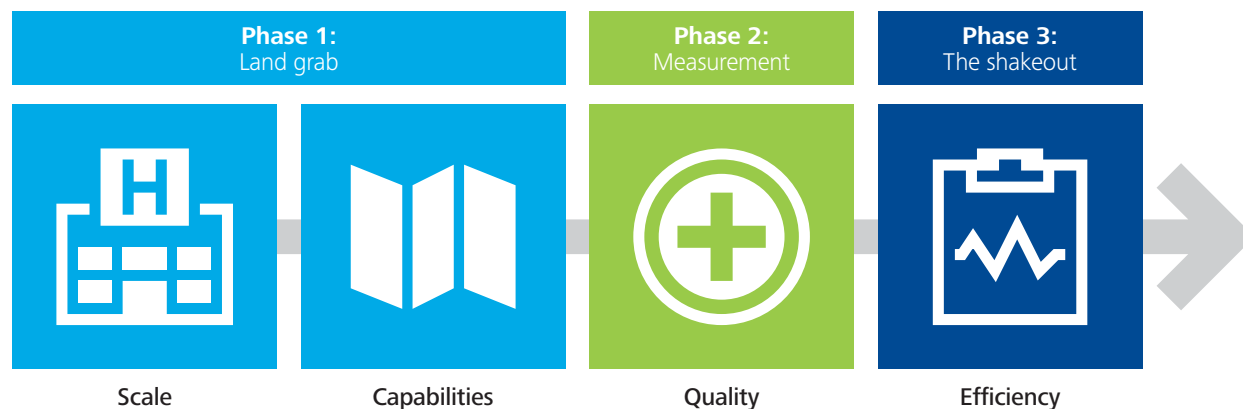 Phase 1:
Land grab
Phase 2:
Measurement
Phase 3:
The shakeout
H
Scale
Capabilities
Quality
Efficiency